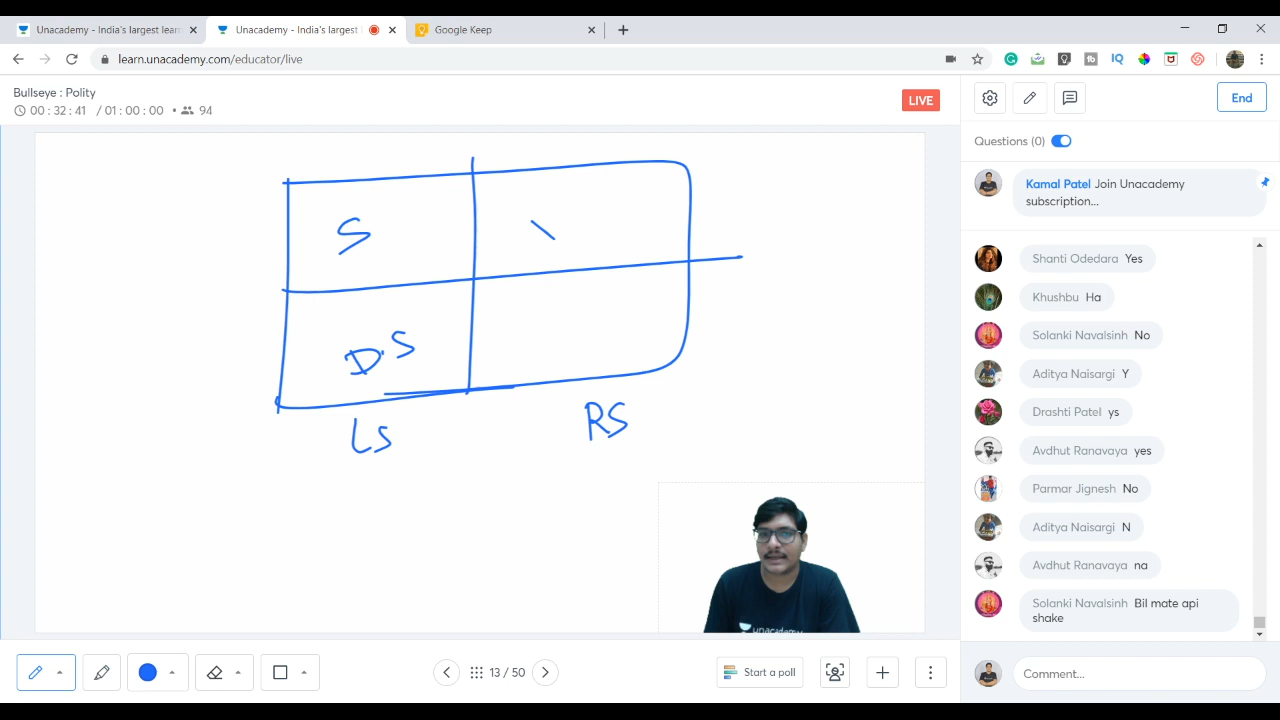 Unacademy - India's largest learn
Unacademy - India's largest
Google Keep
learn.unacademy.com/educator/live
Bullseye : Polity
00 : 32 : 41 / 01 : 00 : 00 • 94
LIVE
End
Questions (0)
Kamal Patel Join Unacademy
subscription...
Shanti Odedara Yes
Khushbu Ha
Solanki Navalsinh No
Aditya Naisargi Y
Drashti Patel ys
Avdhut Ranavaya yes
Parmar Jignesh No
Aditya Naisargi N
Avdhut Ranavaya na
Solanki Navalsinh Bil mate api
shake
S
D.S
LS
RS
unacademy
13 / 50
Start a poll
Comment...